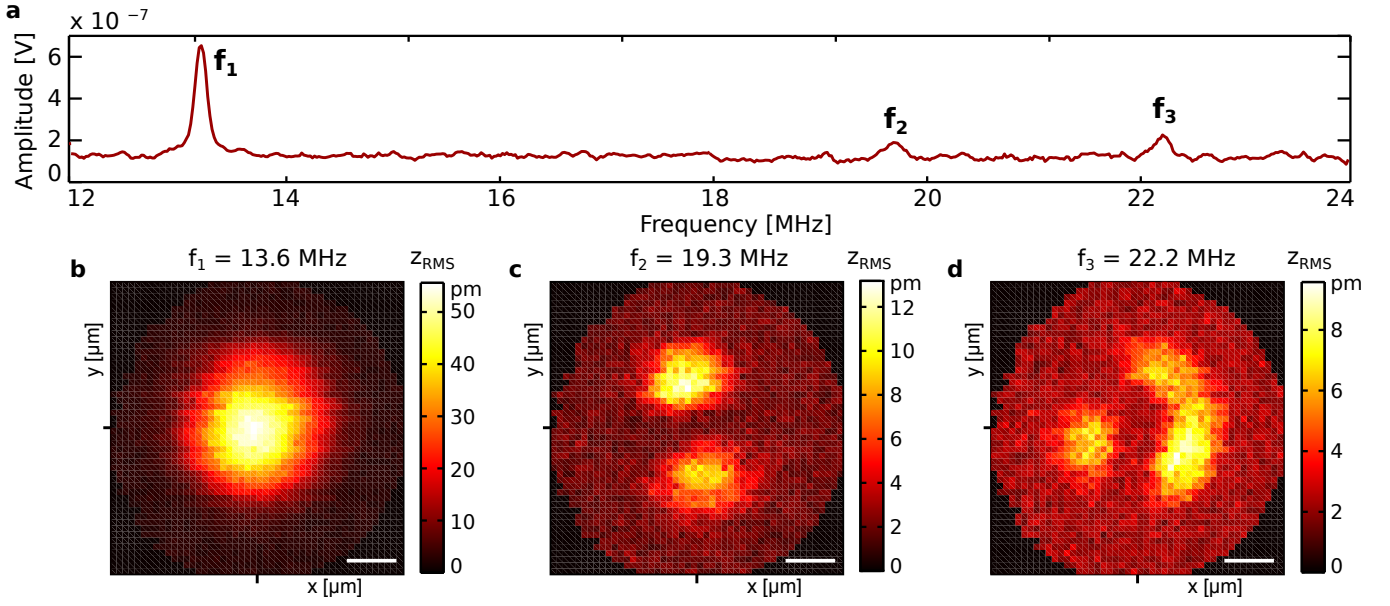 a
x 10 ⁻⁷
Amplitude [V]
6
4
2
0
f₁
f₂
f₃
12 14 16 18 20 22 24
Frequency [MHz]
b
f₁ = 13.6 MHz
z_RMS
pm
50
40
30
20
10
0
y [µm]
x [µm]
c
f₂ = 19.3 MHz
z_RMS
pm
12
10
8
6
4
2
0
y [µm]
x [µm]
d
f₃ = 22.2 MHz
z_RMS
pm
8
6
4
2
0
y [µm]
x [µm]